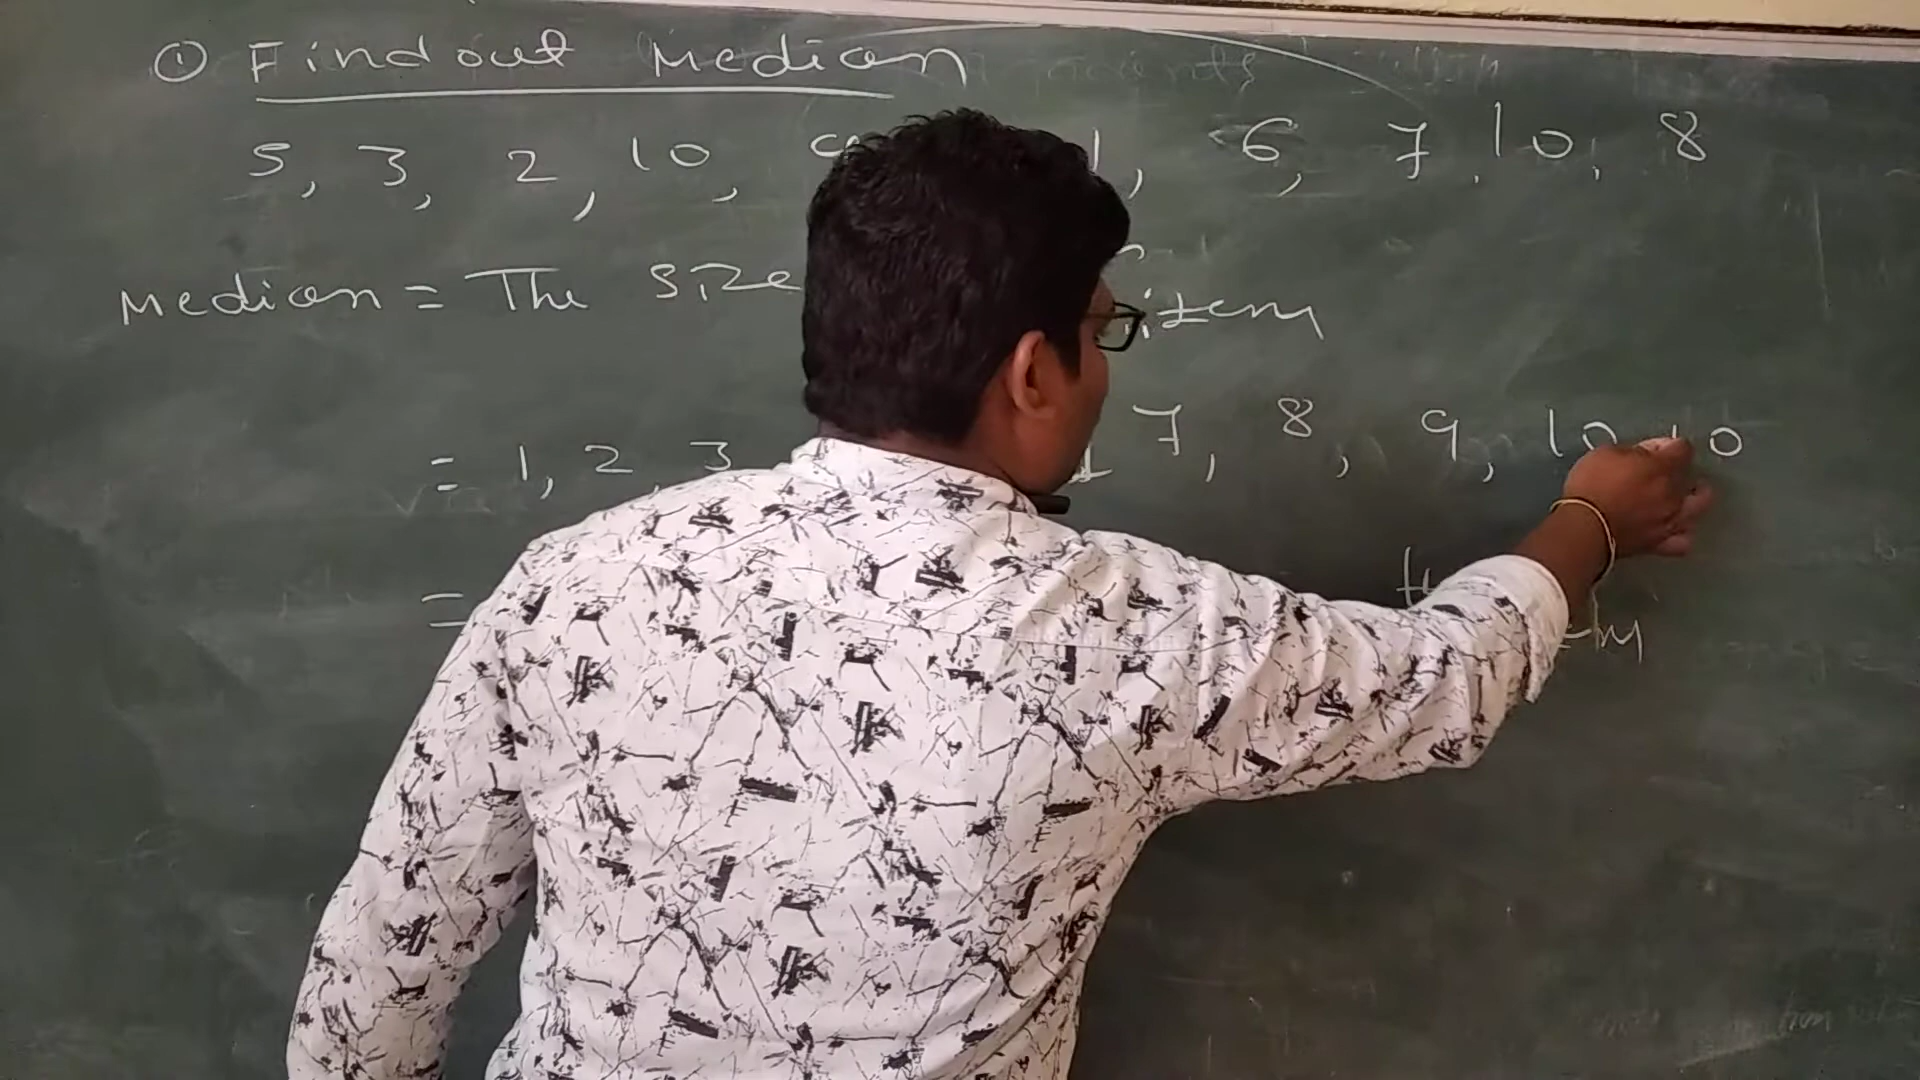 ① Find out Median
5, 3, 2, 10, 9 1, 6, 7, 10, 8
Median = The size item
= 1, 2, 3 7, 8, 9, 10 10
=